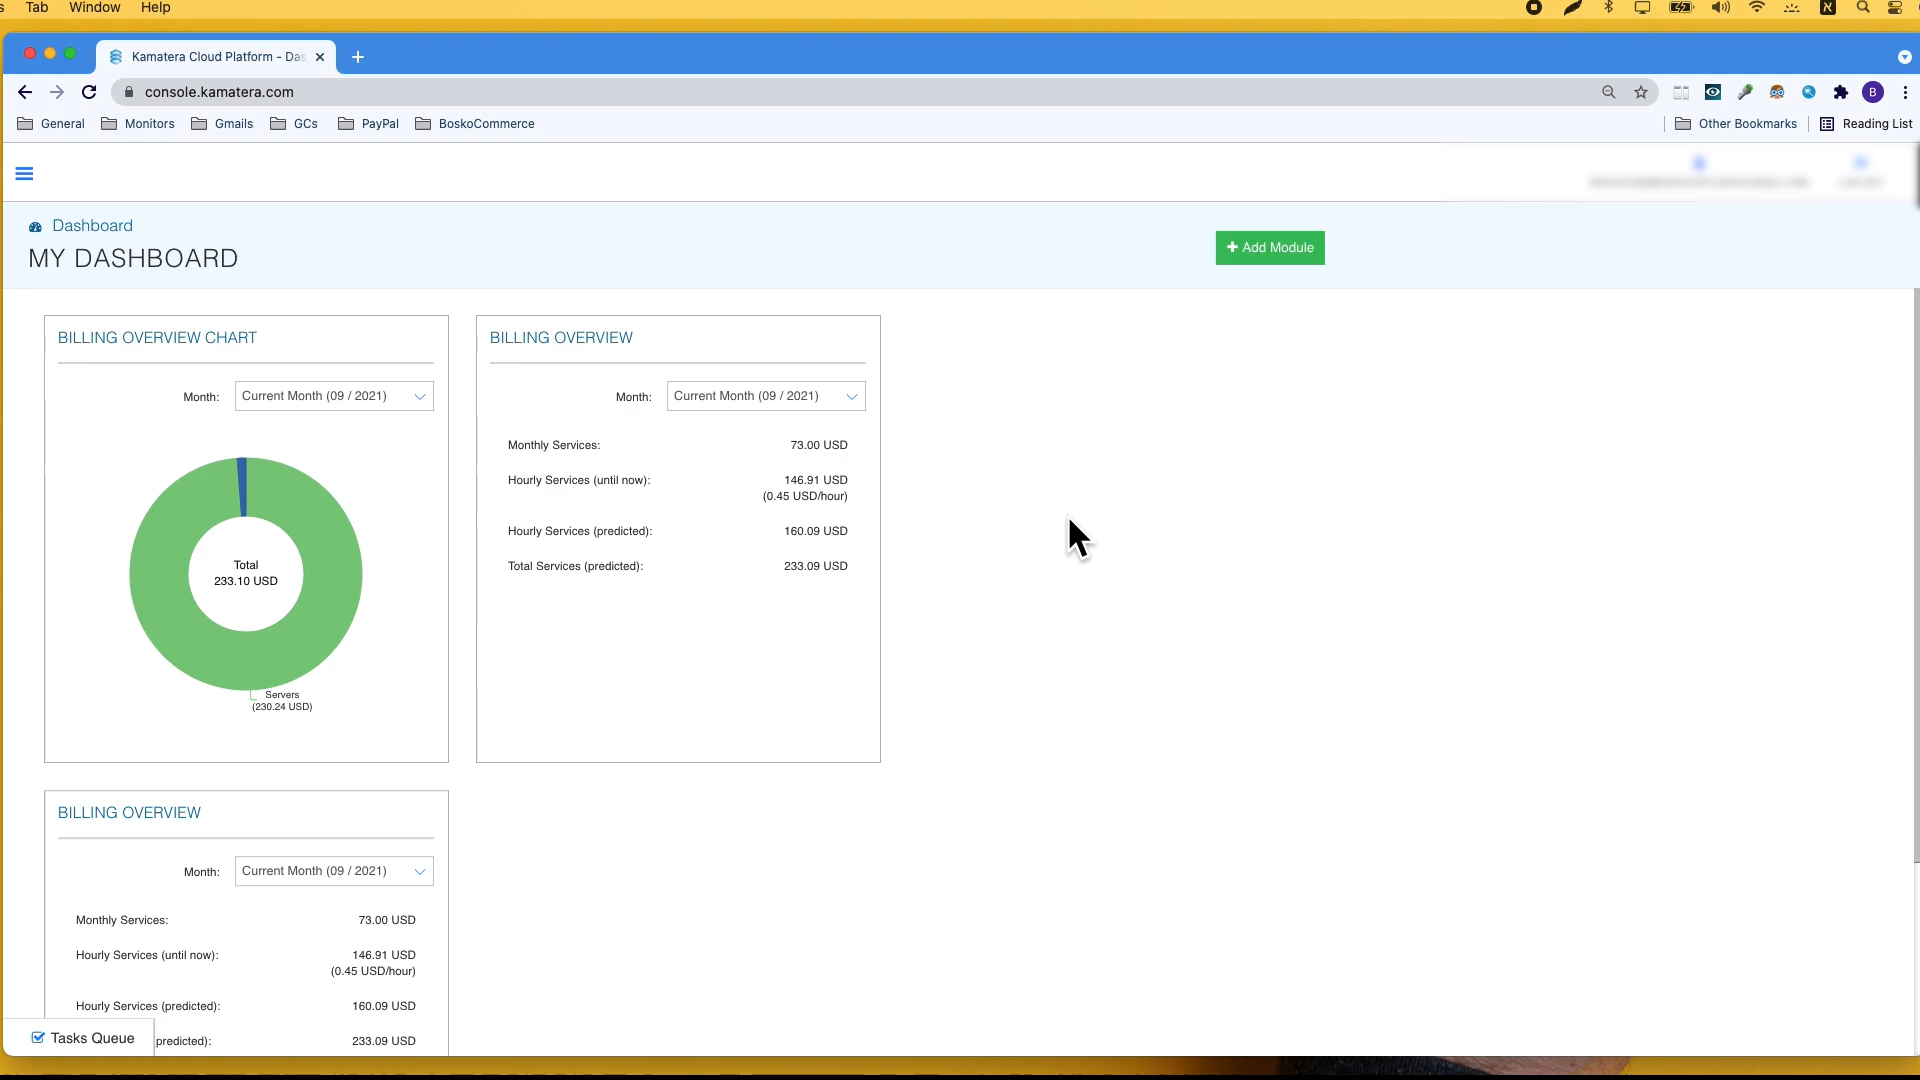 Tab Window Help
Kamatera Cloud Platform - Das
console.kamatera.com
B
General Monitors Gmails GCs PayPal BoskoCommerce Other Bookmarks Reading List
Dashboard
MY DASHBOARD
+ Add Module
BILLING OVERVIEW CHART
Month: Current Month (09 / 2021)
Total
233.10 USD
Servers
(230.24 USD)
BILLING OVERVIEW
Month: Current Month (09 / 2021)
Monthly Services: 73.00 USD
Hourly Services (until now): 146.91 USD
(0.45 USD/hour)
Hourly Services (predicted): 160.09 USD
Total Services (predicted): 233.09 USD
BILLING OVERVIEW
Month: Current Month (09 / 2021)
Monthly Services: 73.00 USD
Hourly Services (until now): 146.91 USD
(0.45 USD/hour)
Hourly Services (predicted): 160.09 USD
predicted): 233.09 USD
Tasks Queue